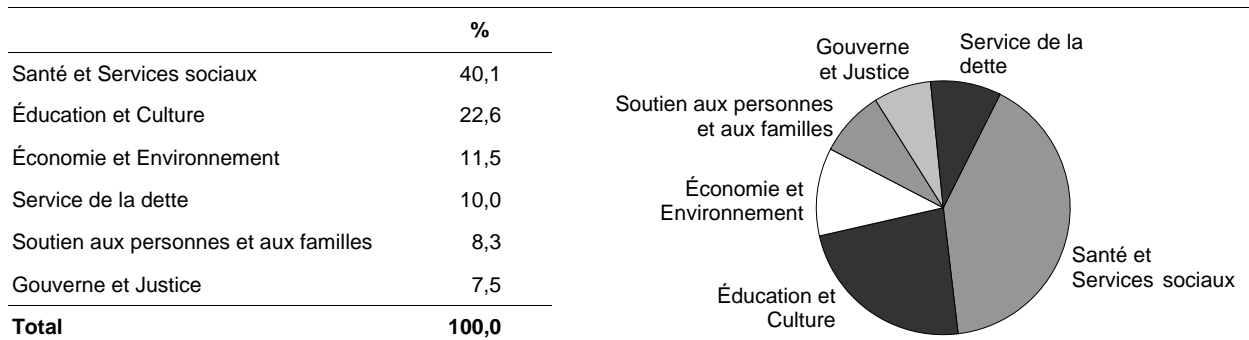 %
Santé et Services sociaux 40,1
Éducation et Culture 22,6
Économie et Environnement 11,5
Service de la dette 10,0
Soutien aux personnes et aux familles 8,3
Gouverne et Justice 7,5
Total 100,0
Gouverne
et Justice
Service de la
dette
Soutien aux personnes
et aux familles
Économie et
Environnement
Santé et
Services sociaux
Éducation et
Culture